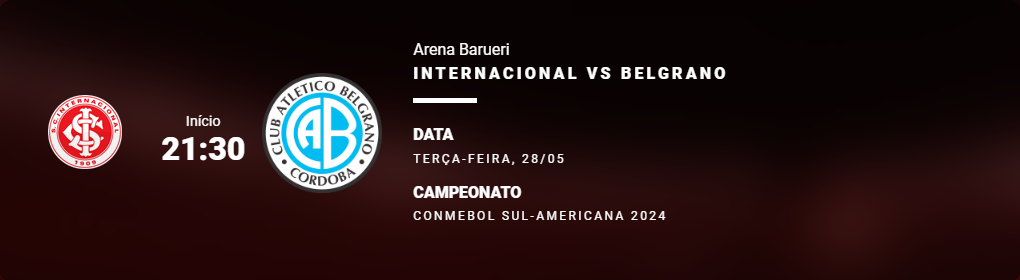 S.C. INTERNACIONAL
1909
Início
21:30
CLUB ATLETICO BELGRANO
CAB
• CORDOBA •
Arena Barueri
INTERNACIONAL VS BELGRANO
DATA
TERÇA-FEIRA, 28/05
CAMPEONATO
CONMEBOL SUL-AMERICANA 2024